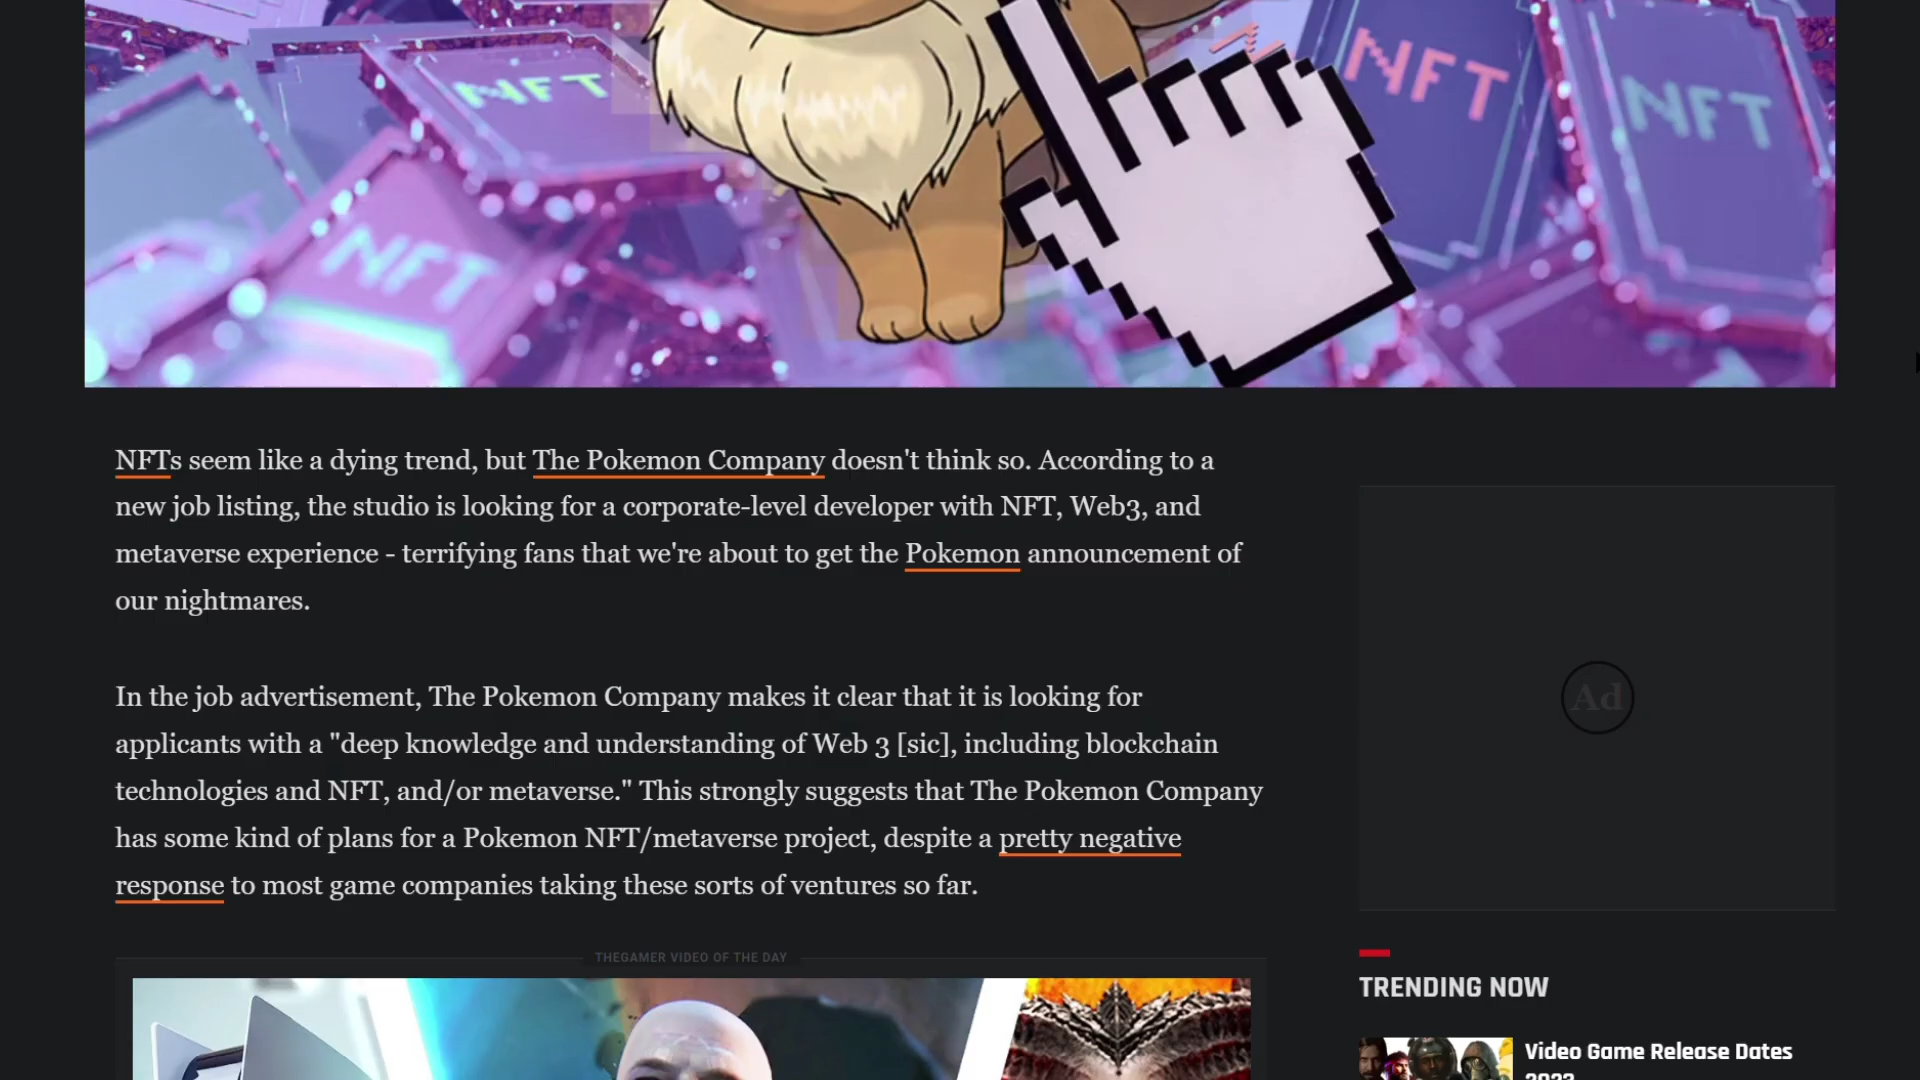 NFT
NFT
NFT
NFT
NFTs seem like a dying trend, but The Pokemon Company doesn't think so. According to a
new job listing, the studio is looking for a corporate-level developer with NFT, Web3, and
metaverse experience - terrifying fans that we're about to get the Pokemon announcement of
our nightmares.
In the job advertisement, The Pokemon Company makes it clear that it is looking for
applicants with a "deep knowledge and understanding of Web 3 [sic], including blockchain
technologies and NFT, and/or metaverse." This strongly suggests that The Pokemon Company
has some kind of plans for a Pokemon NFT/metaverse project, despite a pretty negative
response to most game companies taking these sorts of ventures so far.
THEGAMER VIDEO OF THE DAY
Ad
TRENDING NOW
Video Game Release Dates